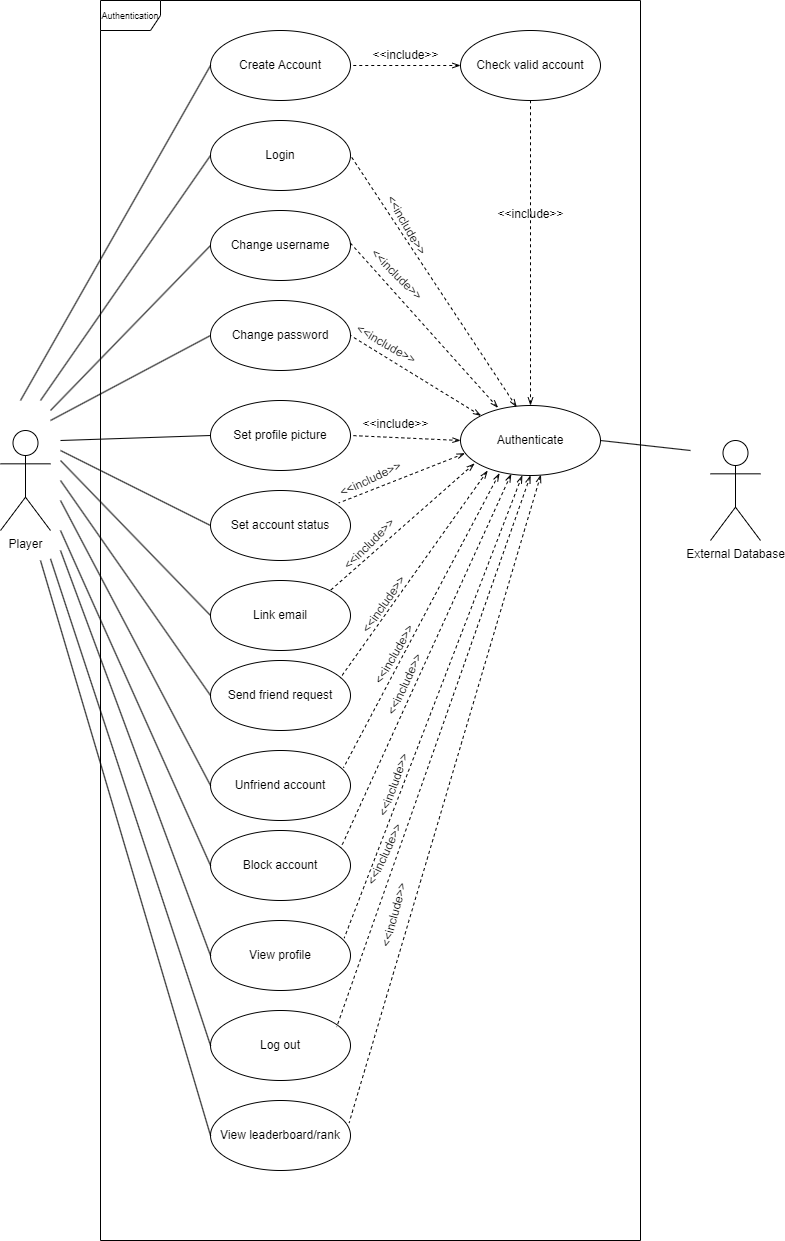 Authentication
Create Account
<<include>>
Check valid account
Login
<<include>>
<<include>>
Change username
<<include>>
Change password
<<include>>
Set profile picture
<<include>>
Authenticate
Set account status
<<include>>
Player
External Database
Link email
<<include>>
Send friend request
<<include>>
Unfriend account
<<include>>
Block account
<<include>>
View profile
<<include>>
Log out
<<include>>
View leaderboard/rank
<<include>>